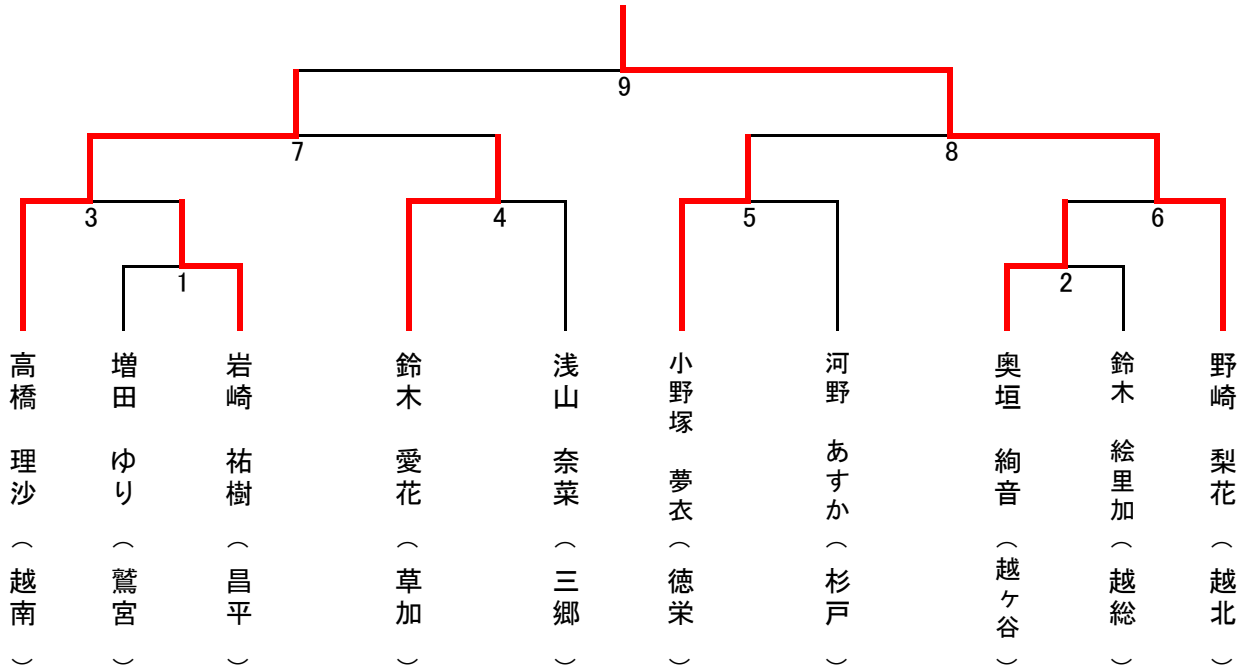 9
7
8
3
4
5
6
1
2
高橋 理沙（越南）
増田 ゆり（鷲宮）
岩崎 祐樹（昌平）
鈴木 愛花（草加）
浅山 奈菜（三郷）
小野塚 夢衣（徳栄）
河野 あすか（杉戸）
奥垣 絢音（越ヶ谷）
鈴木 絵里加（越総）
野崎 梨花（越北）